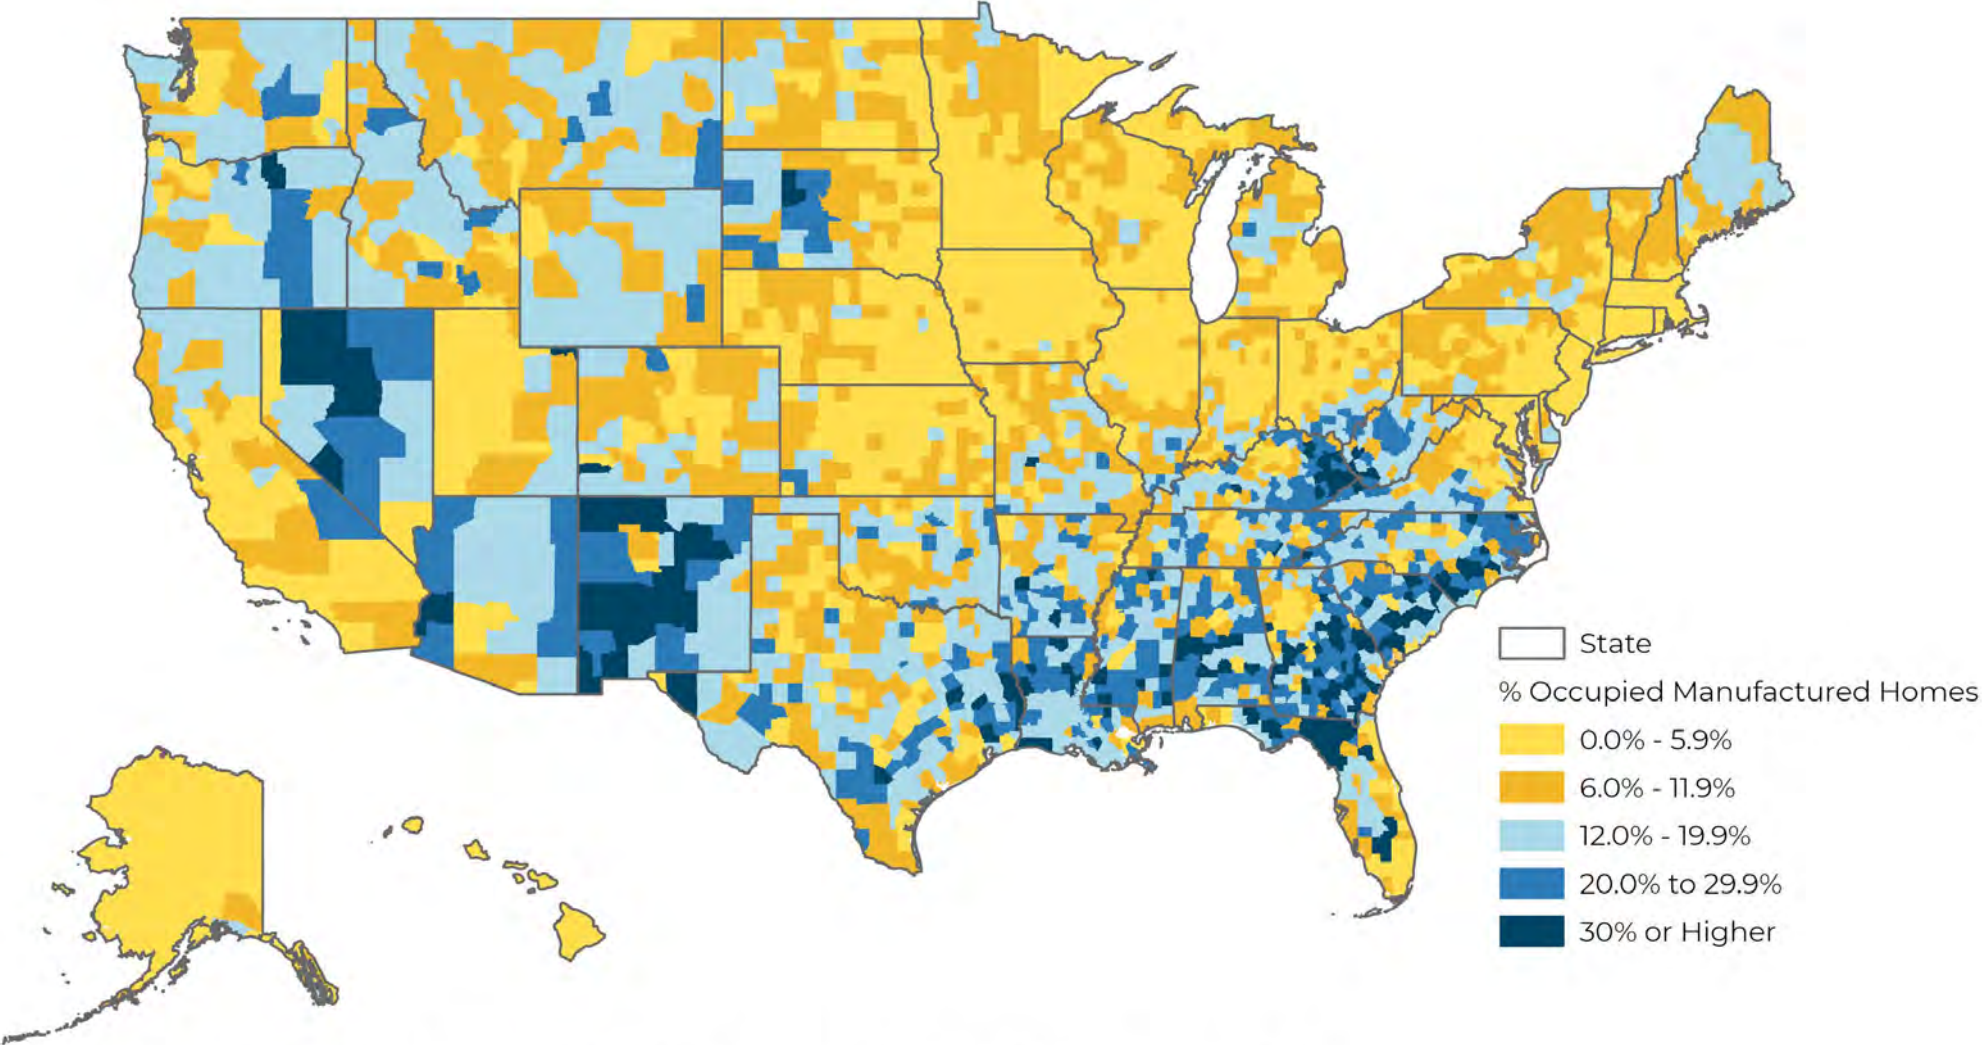 State
% Occupied Manufactured Homes
0.0% - 5.9%
6.0% - 11.9%
12.0% - 19.9%
20.0% to 29.9%
30% or Higher